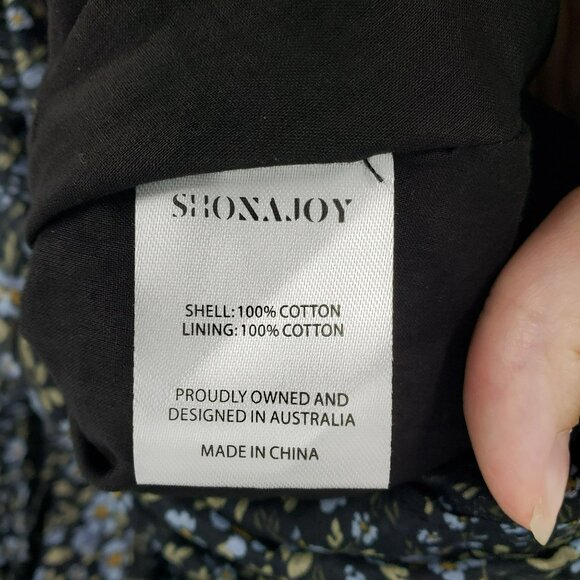 SHONAJOY
SHELL: 100% COTTON
LINING: 100% COTTON
PROUDLY OWNED AND
DESIGNED IN AUSTRALIA
MADE IN CHINA